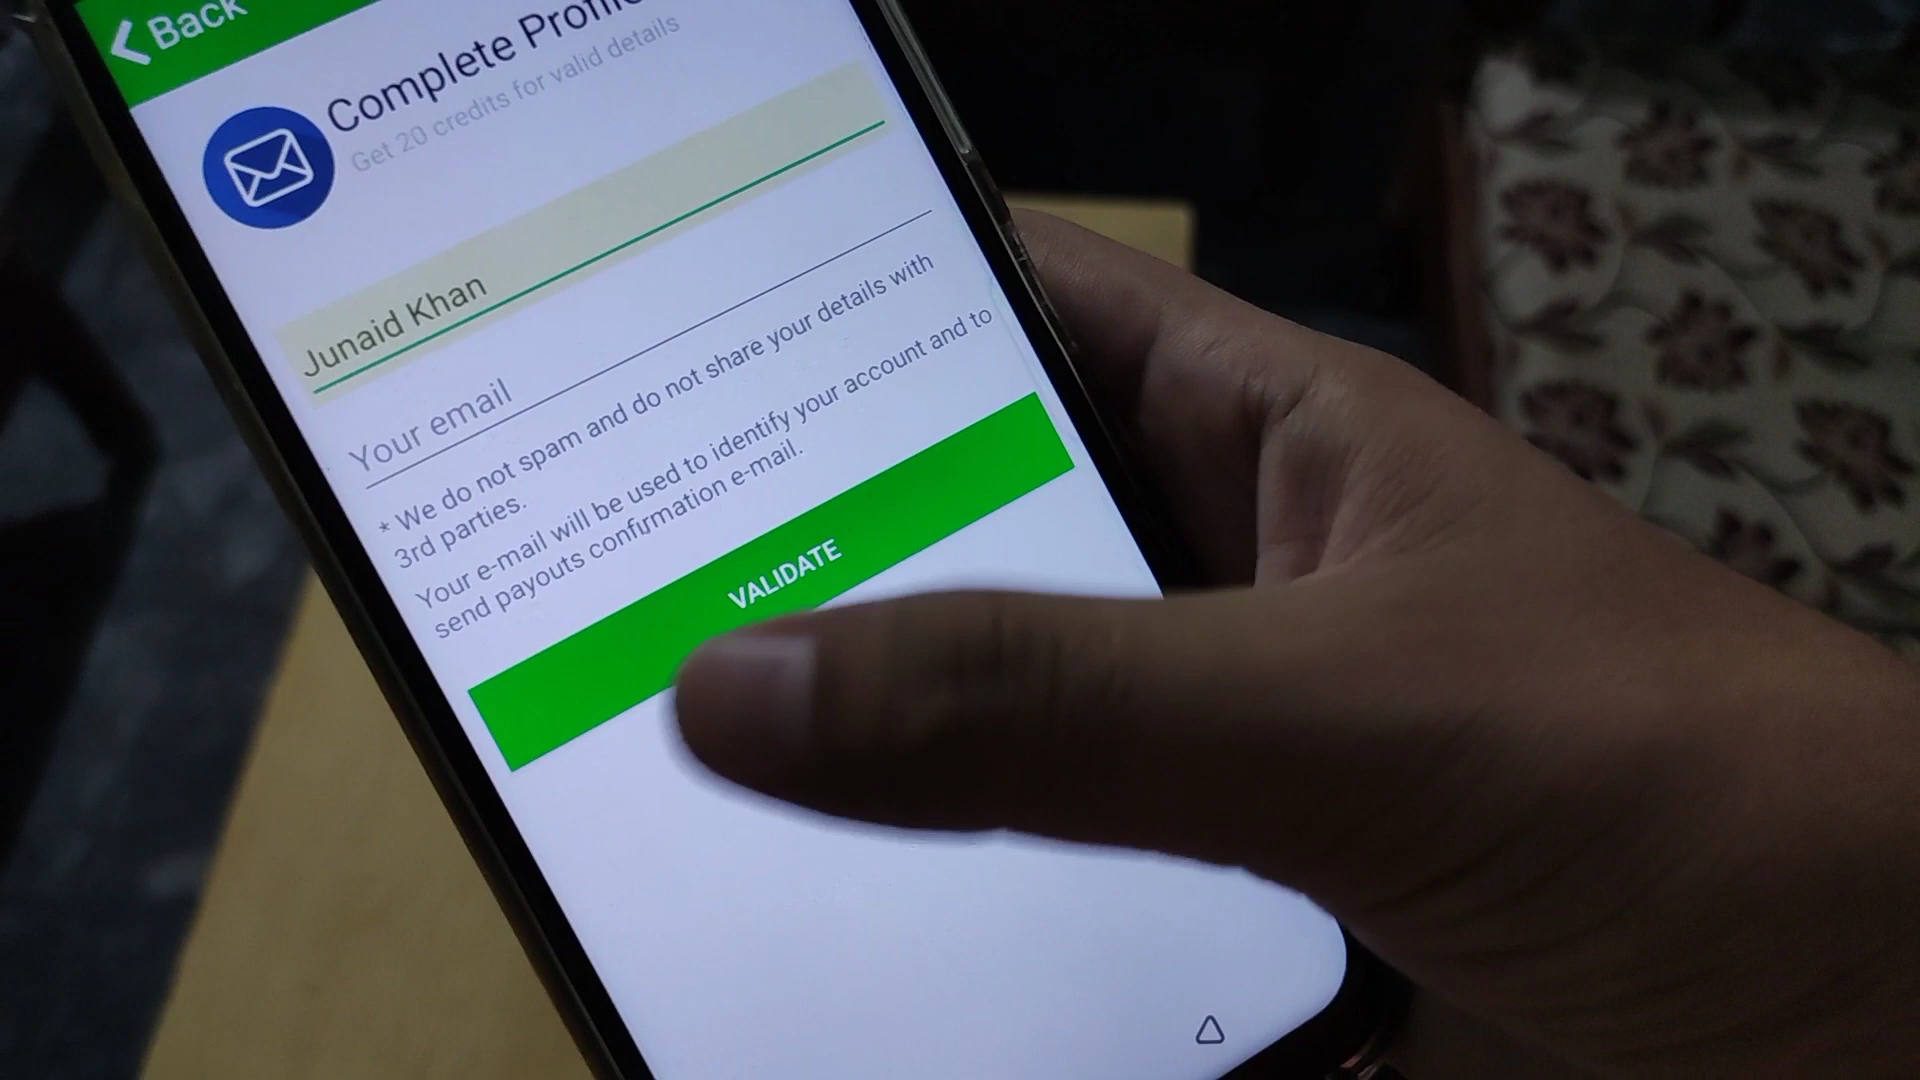 Back
Complete Profile
Get 20 credits for valid details
Junaid Khan
Your email
* We do not spam and do not share your details with
3rd parties.
Your e-mail will be used to identify your account and to
send payouts confirmation e-mail.
VALIDATE